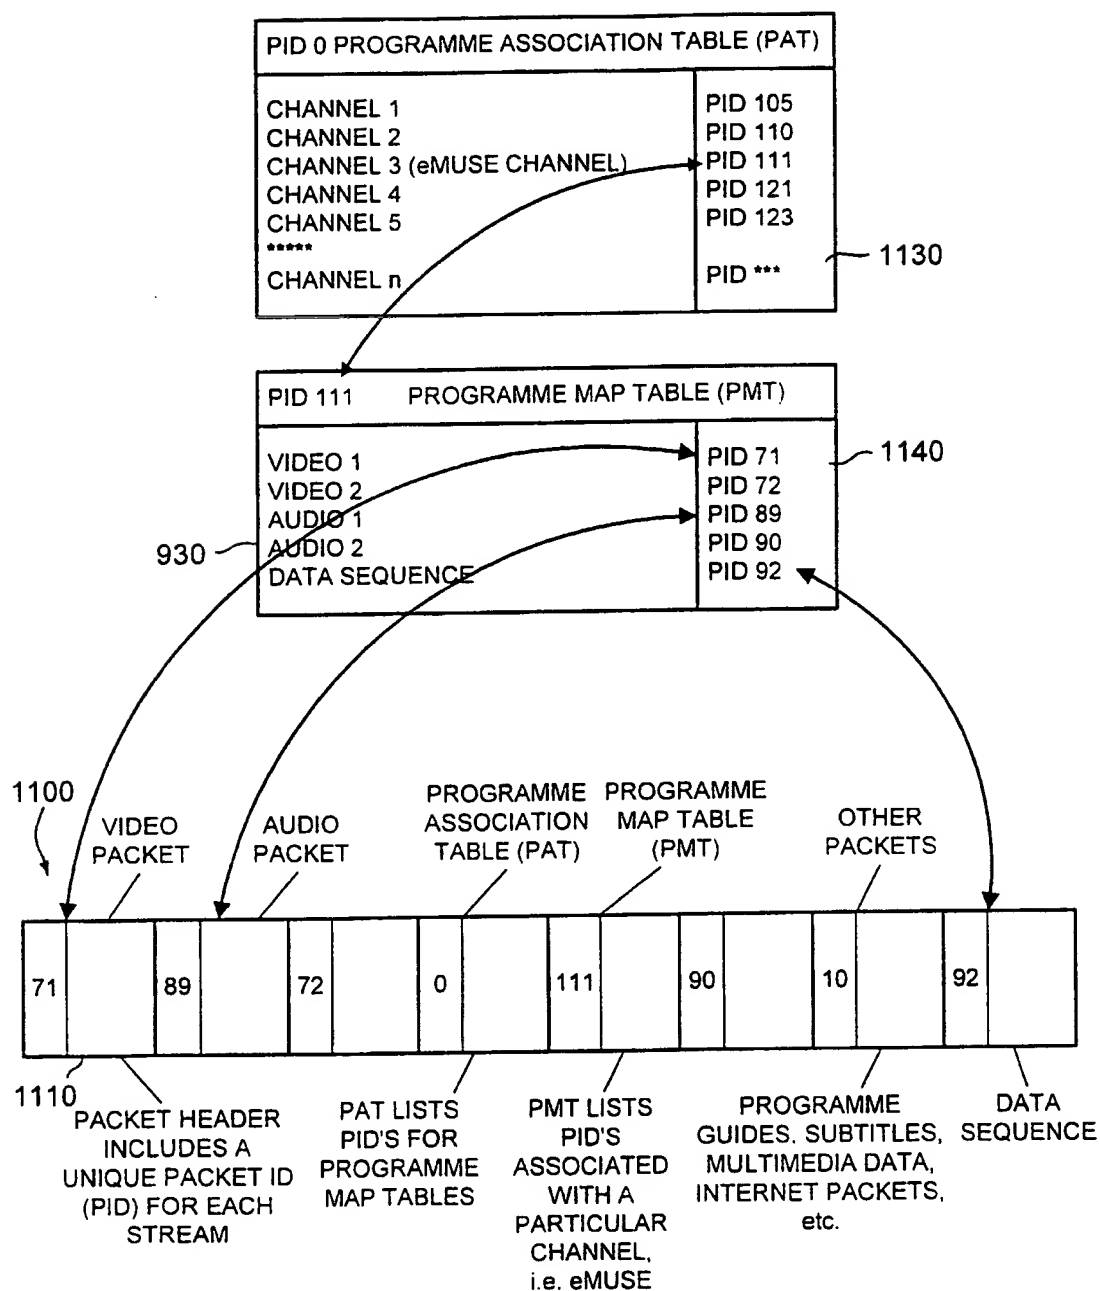 PID 0 PROGRAMME ASSOCIATION TABLE (PAT)
CHANNEL 1 PID 105
CHANNEL 2 PID 110
CHANNEL 3 (eMUSE CHANNEL) PID 111
CHANNEL 4 PID 121
CHANNEL 5 PID 123
*****
CHANNEL n PID ***
1130
PID 111 PROGRAMME MAP TABLE (PMT)
VIDEO 1 PID 71
VIDEO 2 PID 72
AUDIO 1 PID 89
AUDIO 2 PID 90
DATA SEQUENCE PID 92
1140
930
1100
VIDEO
PACKET
AUDIO
PACKET
PROGRAMME
ASSOCIATION
TABLE (PAT)
PROGRAMME
MAP TABLE
(PMT)
OTHER
PACKETS
71 89 72 0 111 90 10 92
1110
PACKET HEADER
INCLUDES A
UNIQUE PACKET ID
(PID) FOR EACH
STREAM
PAT LISTS
PID'S FOR
PROGRAMME
MAP TABLES
PMT LISTS
PID'S
ASSOCIATED
WITH A
PARTICULAR
CHANNEL,
i.e. eMUSE
PROGRAMME
GUIDES. SUBTITLES,
MULTIMEDIA DATA,
INTERNET PACKETS,
etc.
DATA
SEQUENCE